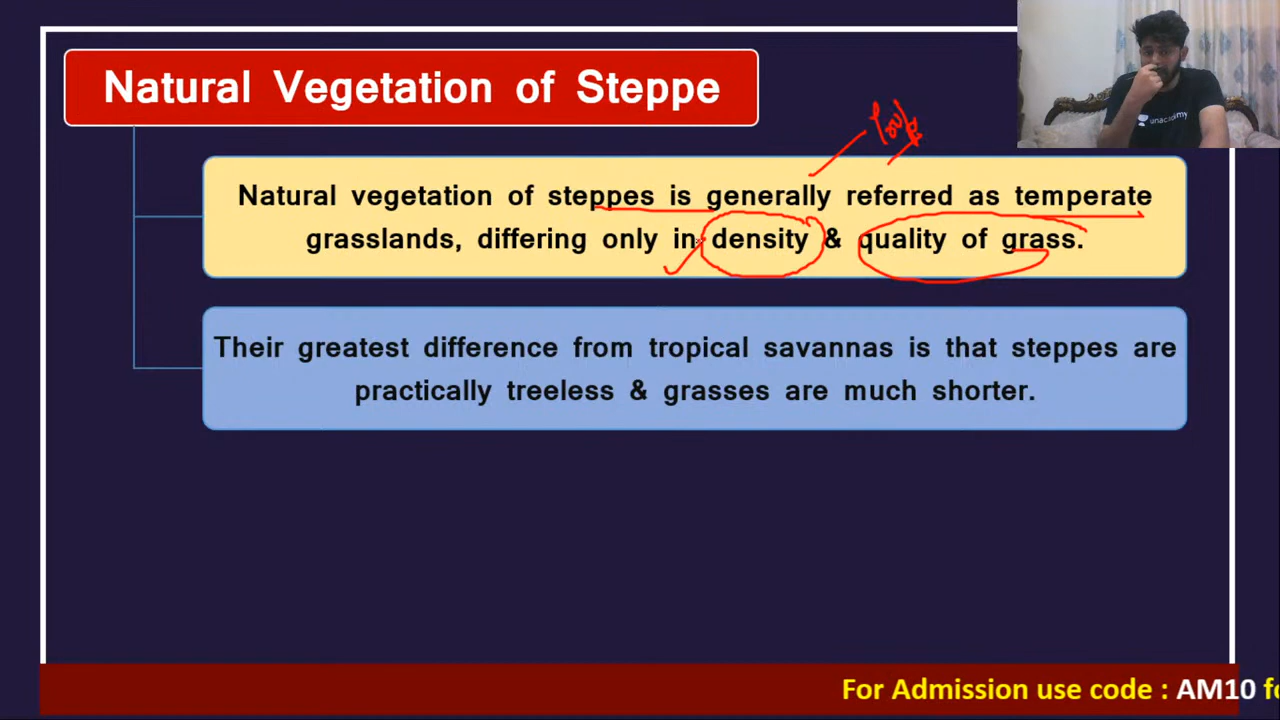 Natural Vegetation of Steppe
Natural vegetation of steppes is generally referred as temperate
grasslands, differing only in density & quality of grass.
Their greatest difference from tropical savannas is that steppes are
practically treeless & grasses are much shorter.
unacademy
For Admission use code : AM10 fo